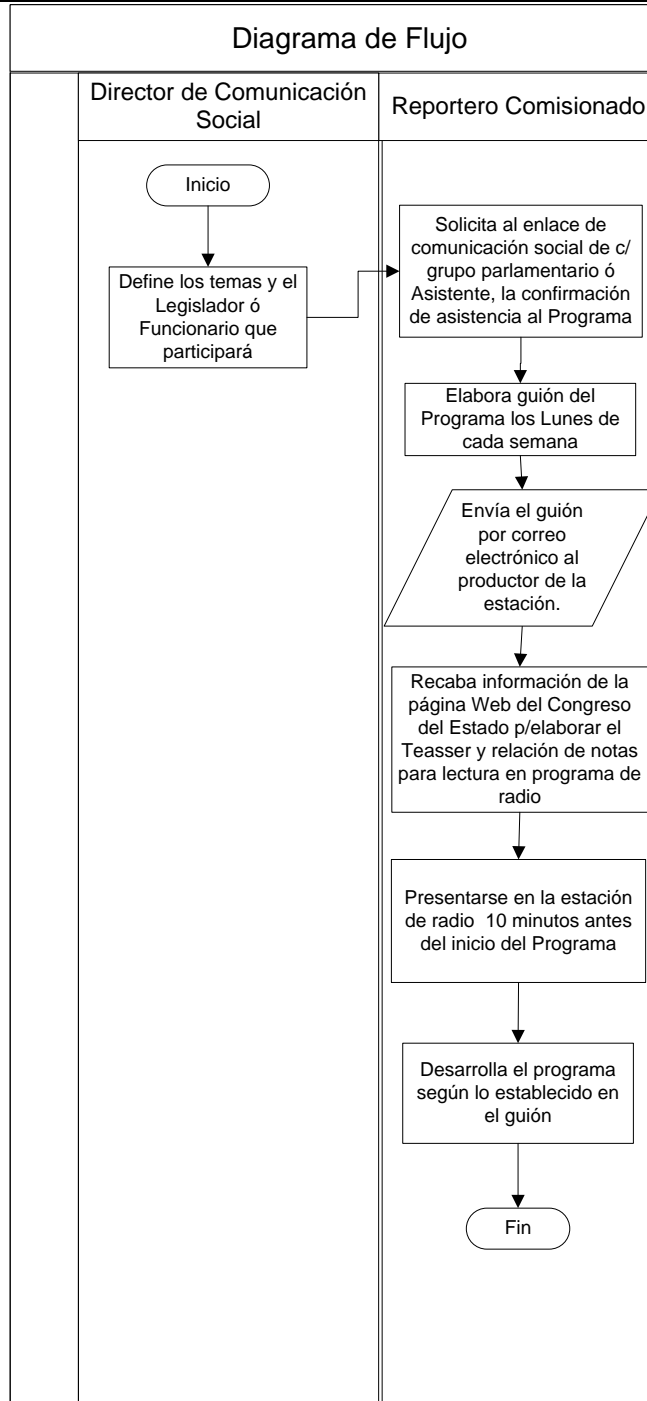 Diagrama de Flujo
Director de Comunicación
Social
Reportero Comisionado
Inicio
Define los temas y el
Legislador ó
Funcionario que
participará
Solicita al enlace de
comunicación social de c/
grupo parlamentario ó
Asistente, la confirmación
de asistencia al Programa
Elabora guión del
Programa los Lunes de
cada semana
Envía el guión
por correo
electrónico al
productor de la
estación.
Recaba información de la
página Web del Congreso
del Estado p/elaborar el
Teasser y relación de notas
para lectura en programa de
radio
Presentarse en la estación
de radio  10 minutos antes
del inicio del Programa
Desarrolla el programa
según lo establecido en
el guión
Fin